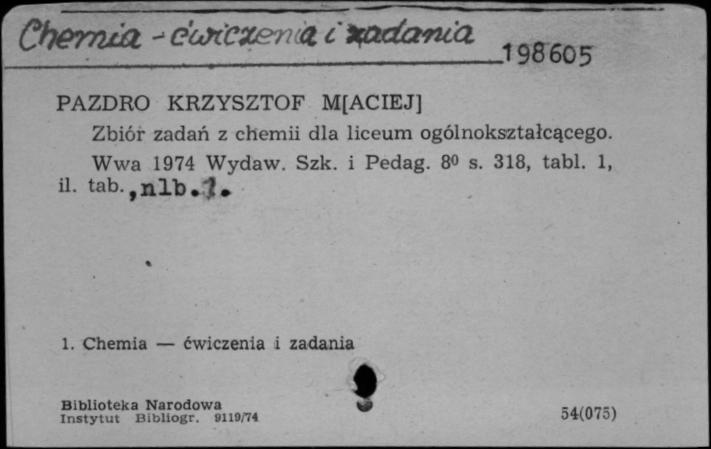 Chemia - ćwiczenia i zadania
198605
PAZDRO KRZYSZTOF M[ACIEJ]
Zbiór zadań z chemii dla liceum ogólnokształcącego.
Wwa 1974 Wydaw. Szk. i Pedag. 8⁰ s. 318, tabl. 1,
il. tab., nlb.
1. Chemia — ćwiczenia i zadania
Biblioteka Narodowa
Instytut Bibliogr. 9119/74
54(075)